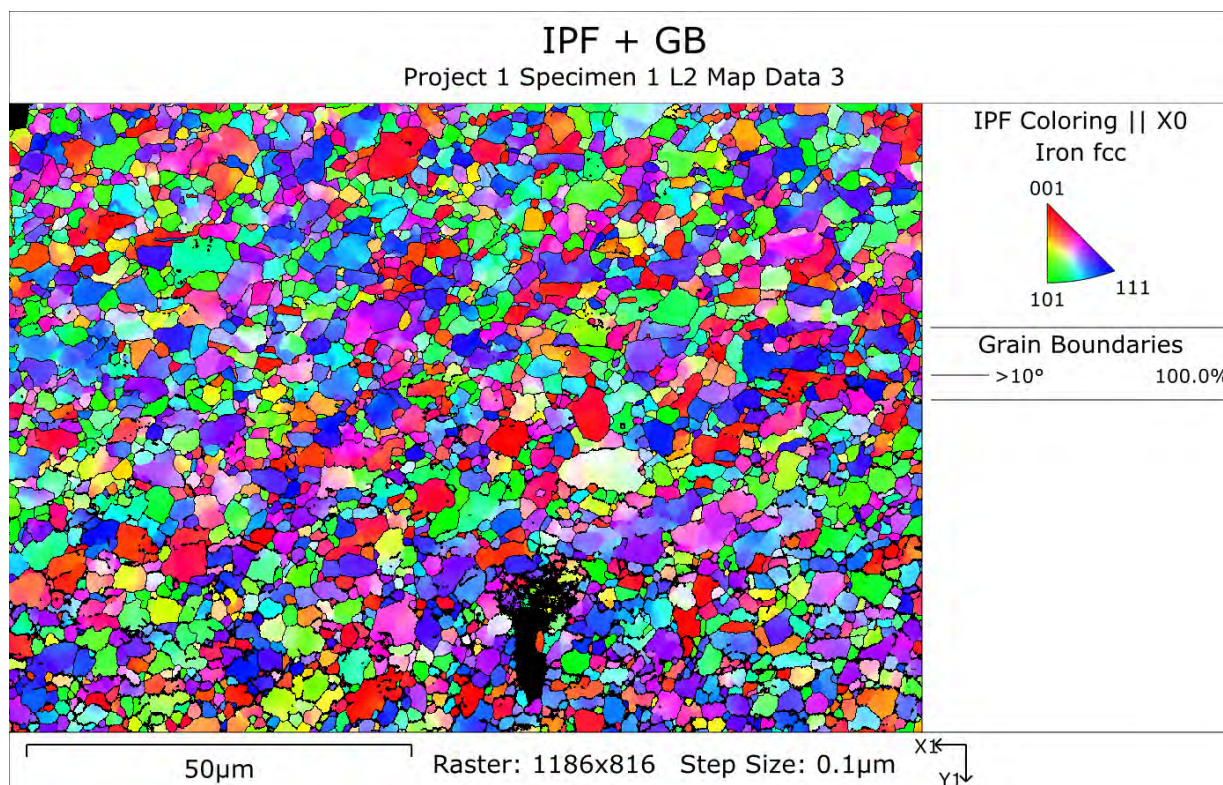 IPF + GB
Project 1 Specimen 1 L2 Map Data 3
IPF Coloring || X0
Iron fcc
001
101
111
Grain Boundaries
>10° 100.0%
50µm
Raster: 1186x816 Step Size: 0.1µm
X1
Y1